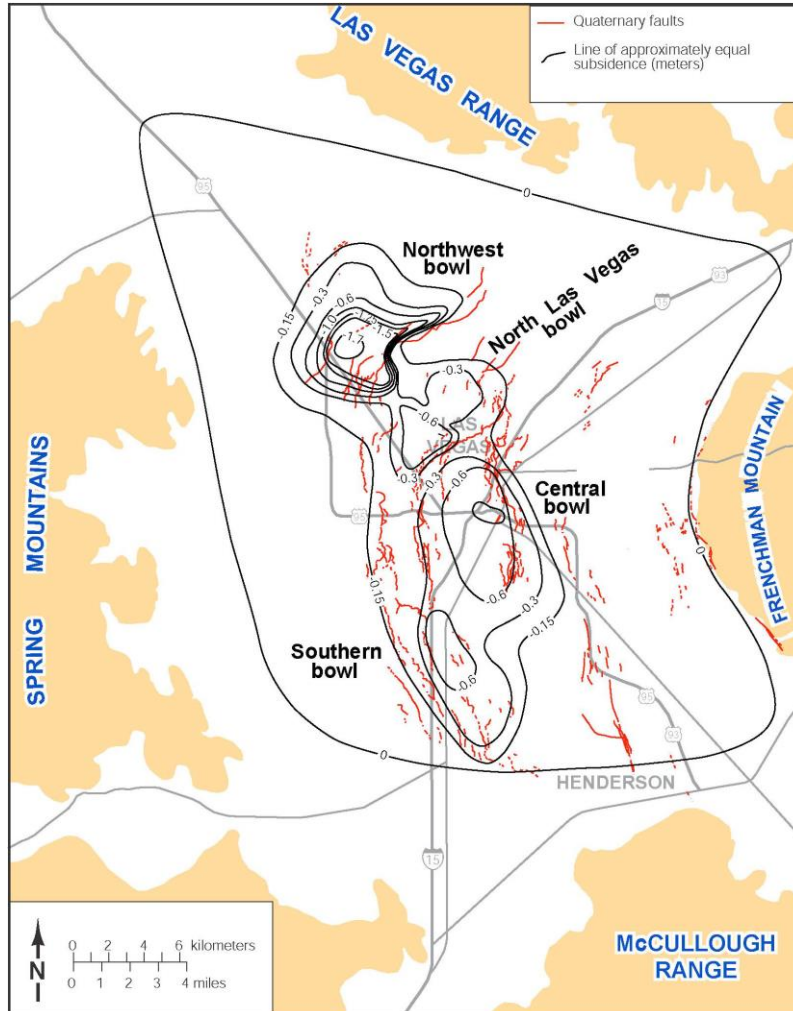 Quaternary faults
Line of approximately equal
subsidence (meters)
LAS VEGAS RANGE
0
95
93
15
Northwest
bowl
North Las Vegas
bowl
-0.15
-0.3
-0.6
-1.0
-1.5
-1.7
-0.3
-0.6
LAS
VEGAS
-0.3
-0.3
-0.6
Central
bowl
95
0
SPRING MOUNTAINS
FRENCHMAN MOUNTAIN
-0.15
-0.6
-0.3
-0.15
Southern
bowl
-0.6
95
93
0
HENDERSON
15
McCULLOUGH
RANGE
N
0 2 4 6 kilometers
0 1 2 3 4 miles